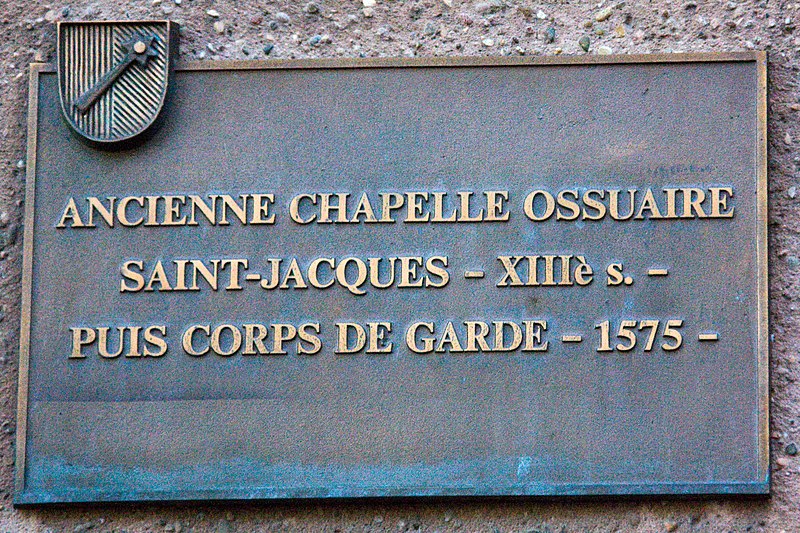 ANCIENNE CHAPELLE OSSUAIRE
SAINT-JACQUES – XIIIè s. –
PUIS CORPS DE GARDE – 1575 –